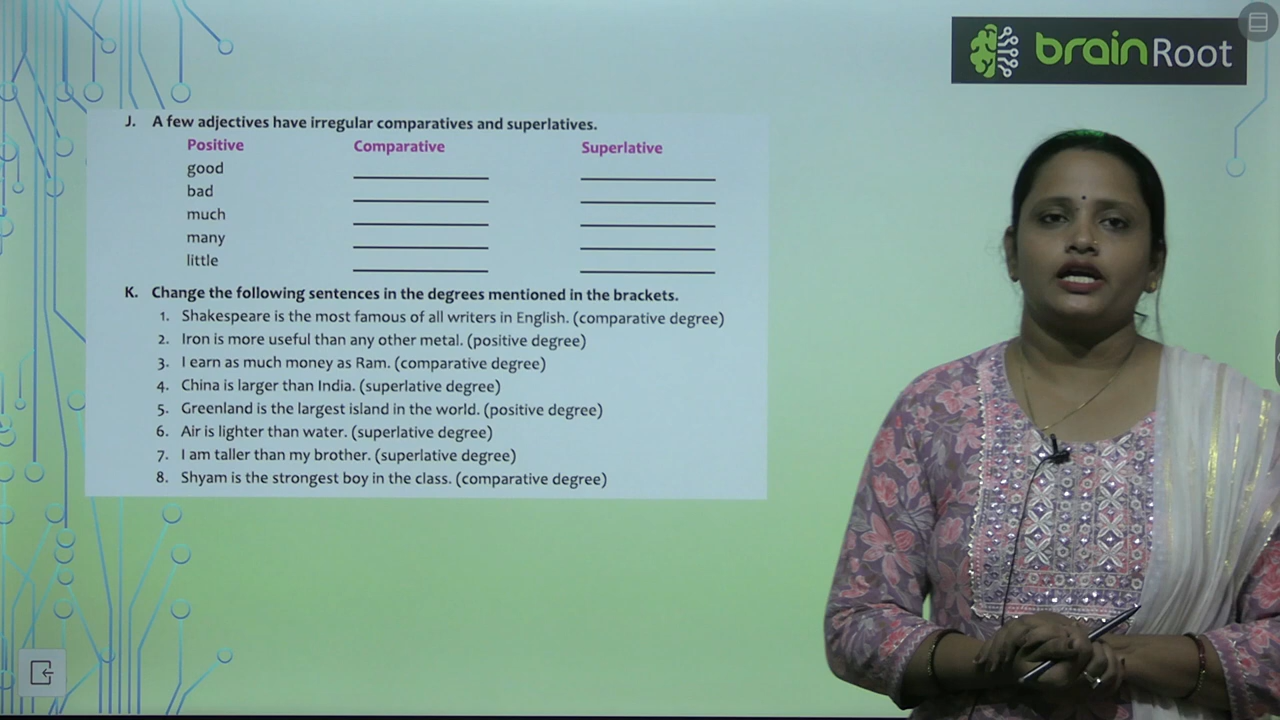 brainRoot
J. A few adjectives have irregular comparatives and superlatives.
Positive Comparative Superlative
good
bad
much
many
little
K. Change the following sentences in the degrees mentioned in the brackets.
1. Shakespeare is the most famous of all writers in English. (comparative degree)
2. Iron is more useful than any other metal. (positive degree)
3. I earn as much money as Ram. (comparative degree)
4. China is larger than India. (superlative degree)
5. Greenland is the largest island in the world. (positive degree)
6. Air is lighter than water. (superlative degree)
7. I am taller than my brother. (superlative degree)
8. Shyam is the strongest boy in the class. (comparative degree)